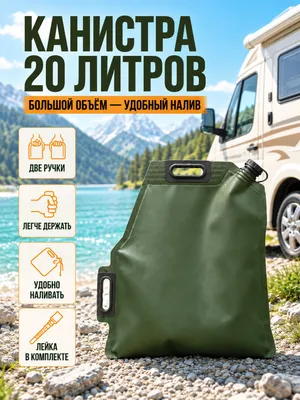 КАНИСТРА
20 ЛИТРОВ
БОЛЬШОЙ ОБЪЁМ — УДОБНЫЙ НАЛИВ
ДВЕ РУЧКИ
ЛЕГЧЕ ДЕРЖАТЬ
УДОБНО
НАЛИВАТЬ
ЛЕЙКА
В КОМПЛЕКТЕ